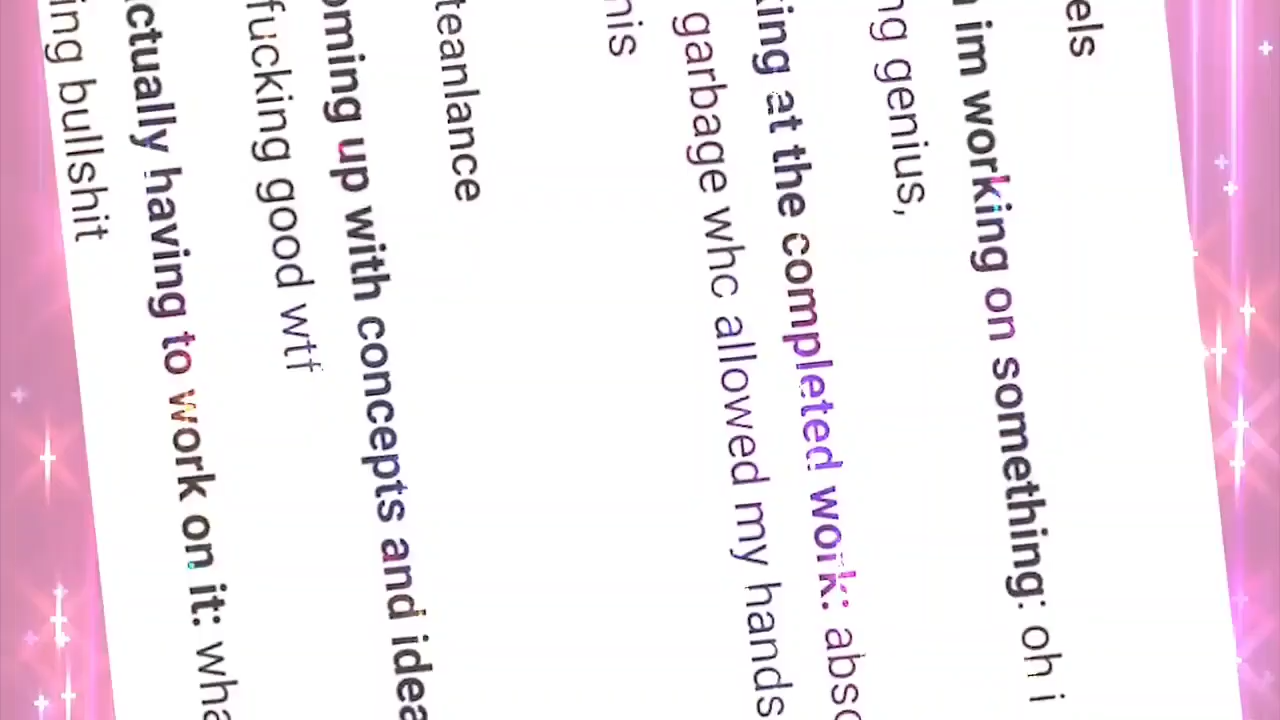 els
im working on something: oh i
ng genius,
king at the completed work: abso
garbage whc allowed my hands
nis
teanlance
oming up with concepts and idea
fucking good wtf
ctually having to work on it: wha
ing bullshit